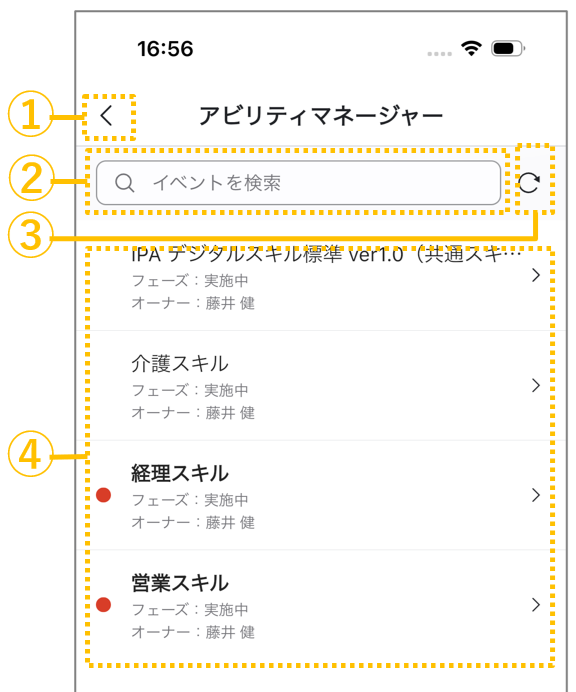 16:56
① アビリティマネージャー
② イベントを検索
③
IPA デジタルスキル標準 ver1.0（共通スキ…
フェーズ：実施中
オーナー：藤井 健
介護スキル
フェーズ：実施中
オーナー：藤井 健
④
経理スキル
フェーズ：実施中
オーナー：藤井 健
営業スキル
フェーズ：実施中
オーナー：藤井 健